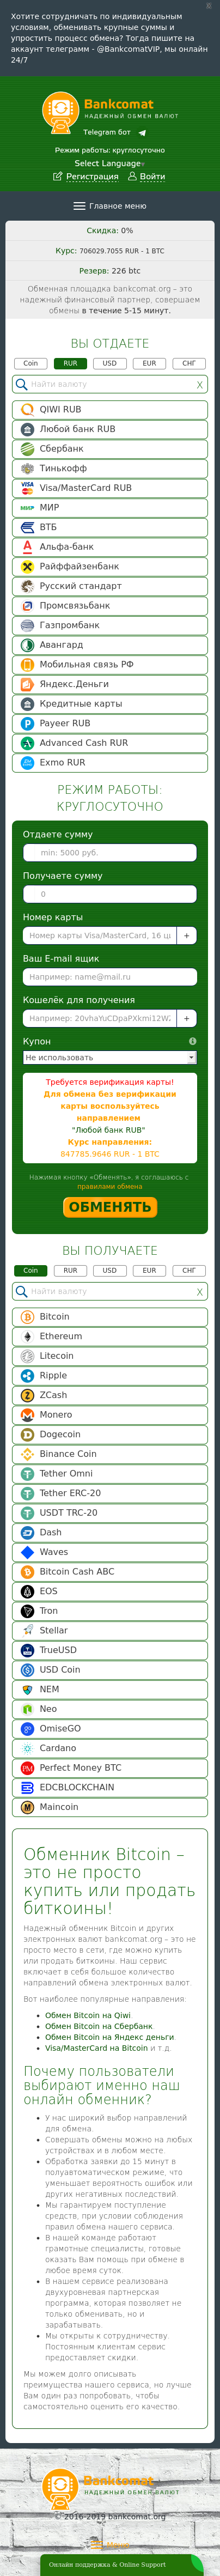 Хотите сотрудничать по индивидуальным
условиям, обменивать крупные суммы и
упростить процесс обмена? Тогда пишите на
аккаунт телеграмм - @BankomatVIP, мы онлайн
24/7
Bankcomat
НАДЕЖНЫЙ ОБМЕН ВАЛЮТ
Telegram бот
Режим работы: круглосуточно
Select Language
Регистрация Войти
Главное меню
Скидка: 0%
Курс: 706029.7055 RUR - 1 BTC
Резерв: 226 btc
Обменная площадка bankcomat.org – это
надежный финансовый партнер, совершаем
обмены в течение 5-15 минут.
ВЫ ОТДАЕТЕ
Coin RUR USD EUR СНГ
Найти валюту X
QIWI RUB
Любой банк RUB
Сбербанк
Тинькофф
Visa/MasterCard RUB
МИР
ВТБ
Альфа-банк
Райффайзенбанк
Русский стандарт
Промсвязьбанк
Газпромбанк
Авангард
Мобильная связь РФ
Яндекс.Деньги
Кредитные карты
Payeer RUB
Advanced Cash RUR
Exmo RUR
РЕЖИМ РАБОТЫ:
КРУГЛОСУТОЧНО
Отдаете сумму
min: 5000 руб.
Получаете сумму
0
Номер карты
Номер карты Visa/MasterCard, 16 ц +
Ваш E-mail ящик
Например: name@mail.ru
Кошелёк для получения
+
Купон
Не использовать
Требуется верификация карты!
Для обмена без верификации
карты воспользуйтесь
направлением
"Любой банк RUB"
Курс направления:
847785.9646 RUR - 1 BTC
Нажимая кнопку «Обменять», я соглашаюсь с
правилами обмена
ОБМЕНЯТЬ
ВЫ ПОЛУЧАЕТЕ
Coin RUR USD EUR СНГ
Найти валюту X
Bitcoin
Ethereum
Litecoin
Ripple
ZCash
Monero
Dogecoin
Binance Coin
Tether Omni
Tether ERC-20
USDT TRC-20
Dash
Waves
Bitcoin Cash ABC
EOS
Tron
Stellar
TrueUSD
USD Coin
NEM
Neo
OmiseGO
Cardano
Perfect Money BTC
EDCBLOCKCHAIN
Maincoin
Обменник Bitcoin –
это не просто
купить или продать
биткоины!
Надежный обменник Bitcoin и других
электронных валют bankcomat.org – это не
просто место в сети, где можно купить
или продать биткоины. Наш сервис
включает в себя большое количество
направлений обмена электронных валют.
Вот наиболее популярные направления:
Обмен Bitcoin на Qiwi.
Обмен Bitcoin на Сбербанк.
Обмен Bitcoin на Яндекс деньги.
Visa/MasterCard на Bitcoin и т.д.
Почему пользователи
выбирают именно наш
онлайн обменник?
У нас широкий выбор направлений
для обмена.
Совершать обмены можно на любых
устройствах и в любом месте.
Обработка заявки до 15 минут в
полуавтоматическом режиме, что
уменьшает вероятность ошибок или
других негативных последствий.
Мы гарантируем поступление
средств, при условии соблюдения
правил обмена нашего сервиса.
В нашей команде работают
грамотные специалисты, готовые
оказать Вам помощь при обмене в
любое время суток.
В нашем сервисе реализована
двухуровневая партнерская
программа, которая позволяет не
только обменивать, но и
зарабатывать.
Мы открыты к сотрудничеству.
Постоянным клиентам сервис
предоставляет скидки.
Мы можем долго описывать
преимущества нашего сервиса, но лучше
Вам один раз попробовать, чтобы
самостоятельно оценить его качество.
Bankcomat
НАДЕЖНЫЙ ОБМЕН ВАЛЮТ
© 2016-2019 bankcomat.org
Онлайн поддержка & Online Support